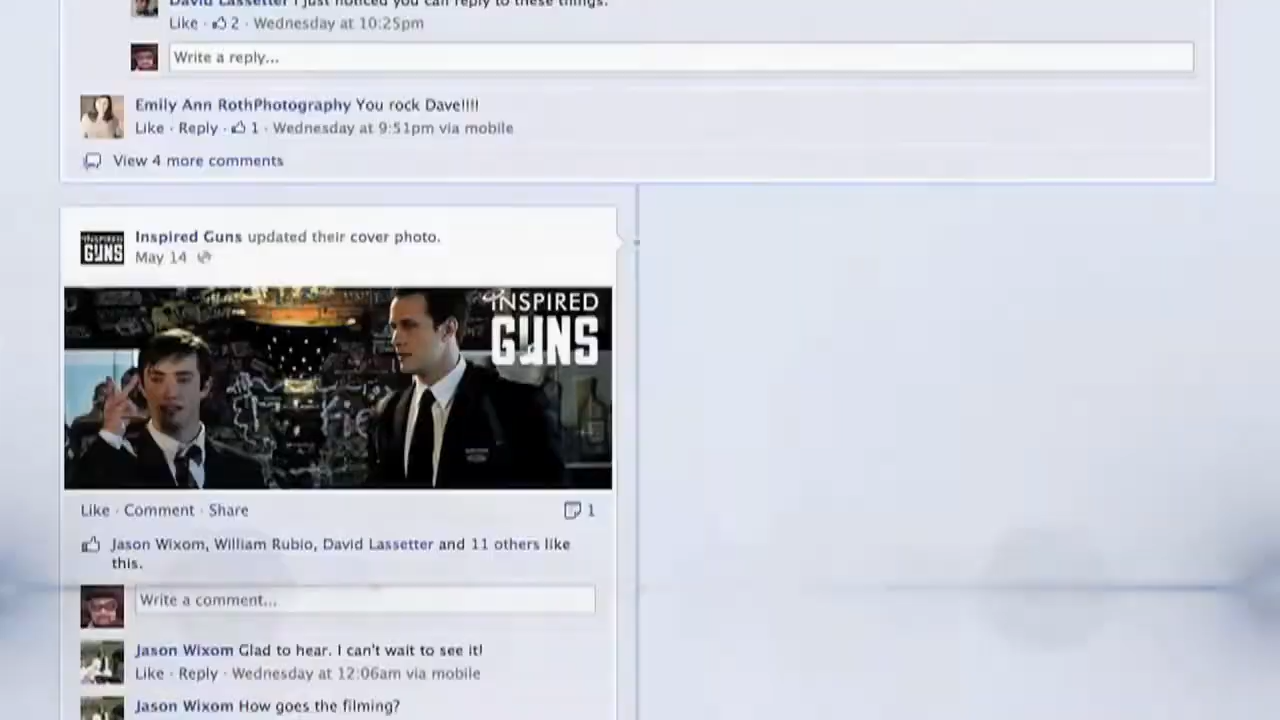 David Lassetter I just noticed you can reply to these things.
Like · 2 · Wednesday at 10:25pm
Write a reply...
Emily Ann RothPhotography You rock Dave!!!!
Like · Reply · 1 · Wednesday at 9:51pm via mobile
View 4 more comments
Inspired Guns updated their cover photo.
May 14
INSPIRED
GUNS
INSPIRED
GUNS
Like · Comment · Share
1
Jason Wixom, William Rubio, David Lassetter and 11 others like
this.
Write a comment...
Jason Wixom Glad to hear. I can't wait to see it!
Like · Reply · Wednesday at 12:06am via mobile
Jason Wixom How goes the filming?